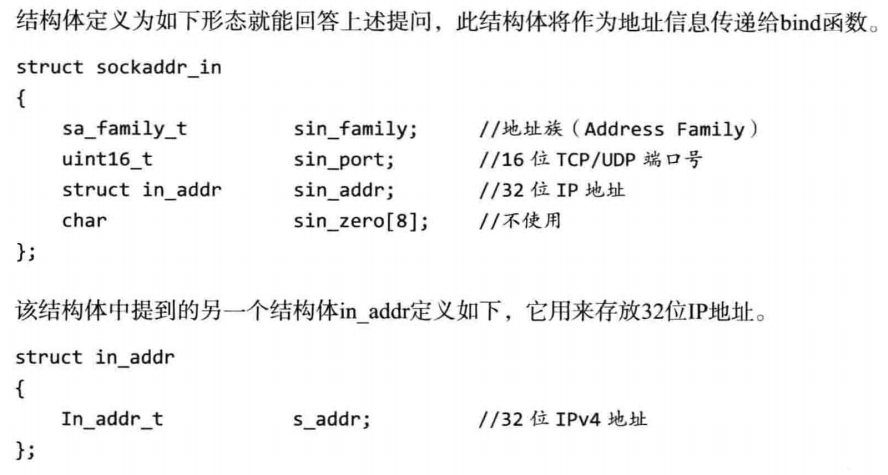 结构体定义为如下形态就能回答上述提问，此结构体将作为地址信息传递给bind函数。
struct sockaddr_in
{
    sa_family_t    sin_family;    //地址族（Address Family）
    uint16_t    sin_port;    //16 位 TCP/UDP 端口号
    struct in_addr    sin_addr;    //32 位 IP 地址
    char    sin_zero[8];    //不使用
};
该结构体中提到的另一个结构体in_addr定义如下，它用来存放32位IP地址。
struct in_addr
{
    In_addr_t    s_addr;    //32 位 IPv4 地址
};